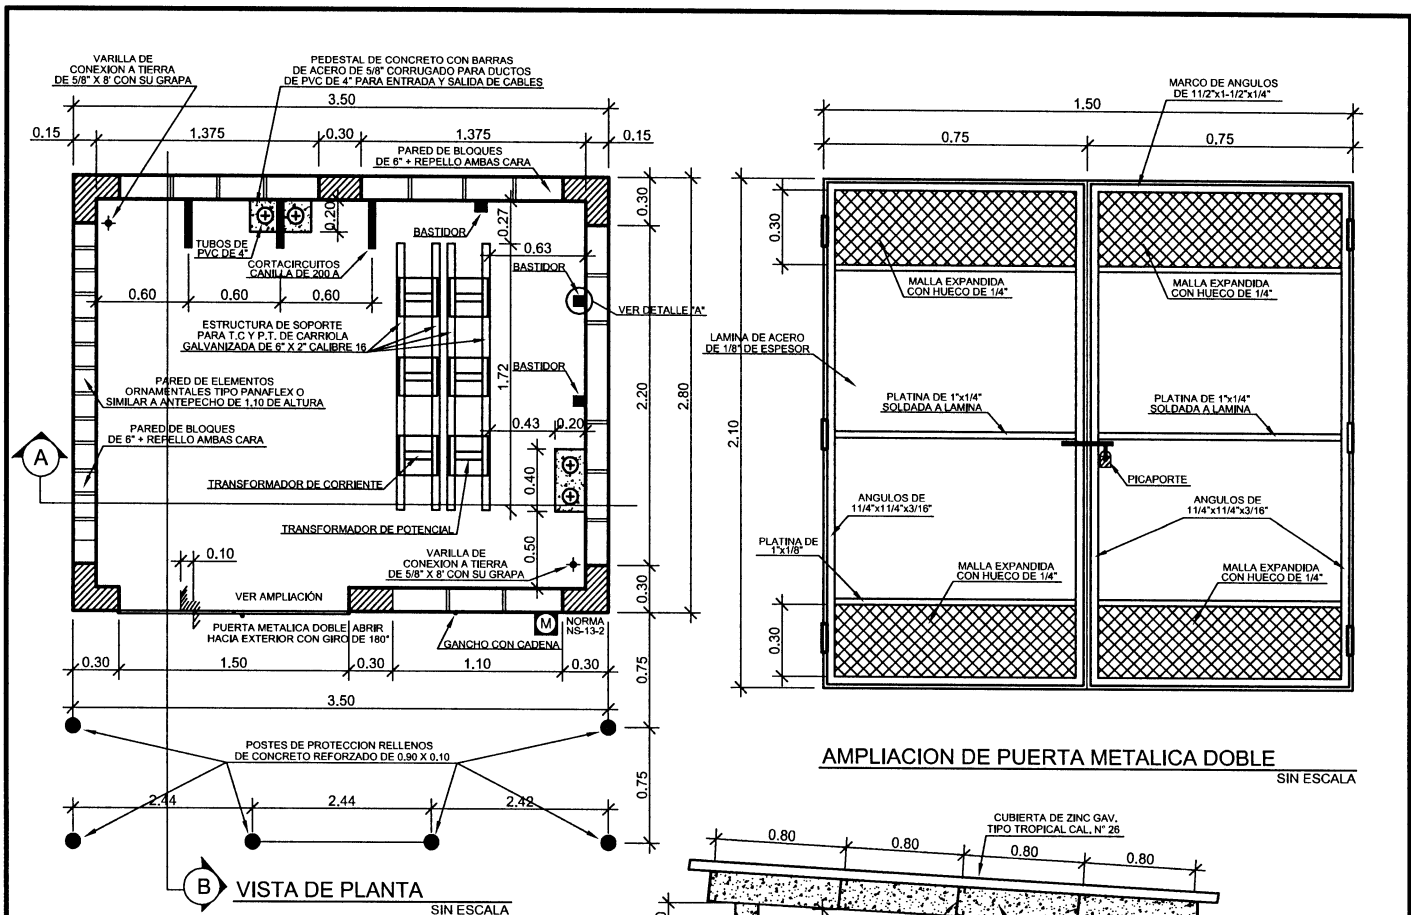 VARILLA DE
CONEXION A TIERRA
DE 5/8" X 8' CON SU GRAPA
PEDESTAL DE CONCRETO CON BARRAS
DE ACERO DE 5/8" CORRUGADO PARA DUCTOS
DE PVC DE 4" PARA ENTRADA Y SALIDA DE CABLES
3.50
0.15
1.375
0.30
1.375
0.15
PARED DE BLOQUES
DE 6" + REPELLO AMBAS CARA
0.20
TUBOS DE
PVC DE 4"
CORTACIRCUITOS
CANILLA DE 200 A
BASTIDOR
0.27
0.63
BASTIDOR
0.30
0.60
0.60
0.60
VER DETALLE "A"
ESTRUCTURA DE SOPORTE
PARA T.C Y P.T. DE CARRIOLA
GALVANIZADA DE 6" X 2" CALIBRE 16
BASTIDOR
1.72
2.20
2.80
PARED DE ELEMENTOS
ORNAMENTALES TIPO PANAFLEX O
SIMILAR A ANTEPECHO DE 1,10 DE ALTURA
PARED DE BLOQUES
DE 6" + REPELLO AMBAS CARA
0.43
0.20
A
0.40
TRANSFORMADOR DE CORRIENTE
TRANSFORMADOR DE POTENCIAL
0.50
0.10
VARILLA DE
CONEXION A TIERRA
DE 5/8" X 8' CON SU GRAPA
0.30
VER AMPLIACIÓN
PUERTA METALICA DOBLE ABRIR
HACIA EXTERIOR CON GIRO DE 180°
GANCHO CON CADENA
M
NORMA
NS-13-2
0.30
1.50
0.30
1.10
0.30
0.75
3.50
POSTES DE PROTECCION RELLENOS
DE CONCRETO REFORZADO DE 0.90 X 0.10
0.75
2.44
2.44
2.42
B
VISTA DE PLANTA
SIN ESCALA
MARCO DE ANGULOS
DE 11/2"x1-1/2"x1/4"
1.50
0.75
0.75
0.30
MALLA EXPANDIDA
CON HUECO DE 1/4"
MALLA EXPANDIDA
CON HUECO DE 1/4"
LAMINA DE ACERO
DE 1/8" DE ESPESOR
PLATINA DE 1"x1/4"
SOLDADA A LAMINA
PLATINA DE 1"x1/4"
SOLDADA A LAMINA
2.10
PICAPORTE
ANGULOS DE
11/4"x11/4"x3/16"
ANGULOS DE
11/4"x11/4"x3/16"
PLATINA DE
1"x1/8"
MALLA EXPANDIDA
CON HUECO DE 1/4"
MALLA EXPANDIDA
CON HUECO DE 1/4"
0.30
AMPLIACION DE PUERTA METALICA DOBLE
SIN ESCALA
CUBIERTA DE ZINC GAV.
TIPO TROPICAL CAL. N° 26
0.80
0.80
0.80
0.80